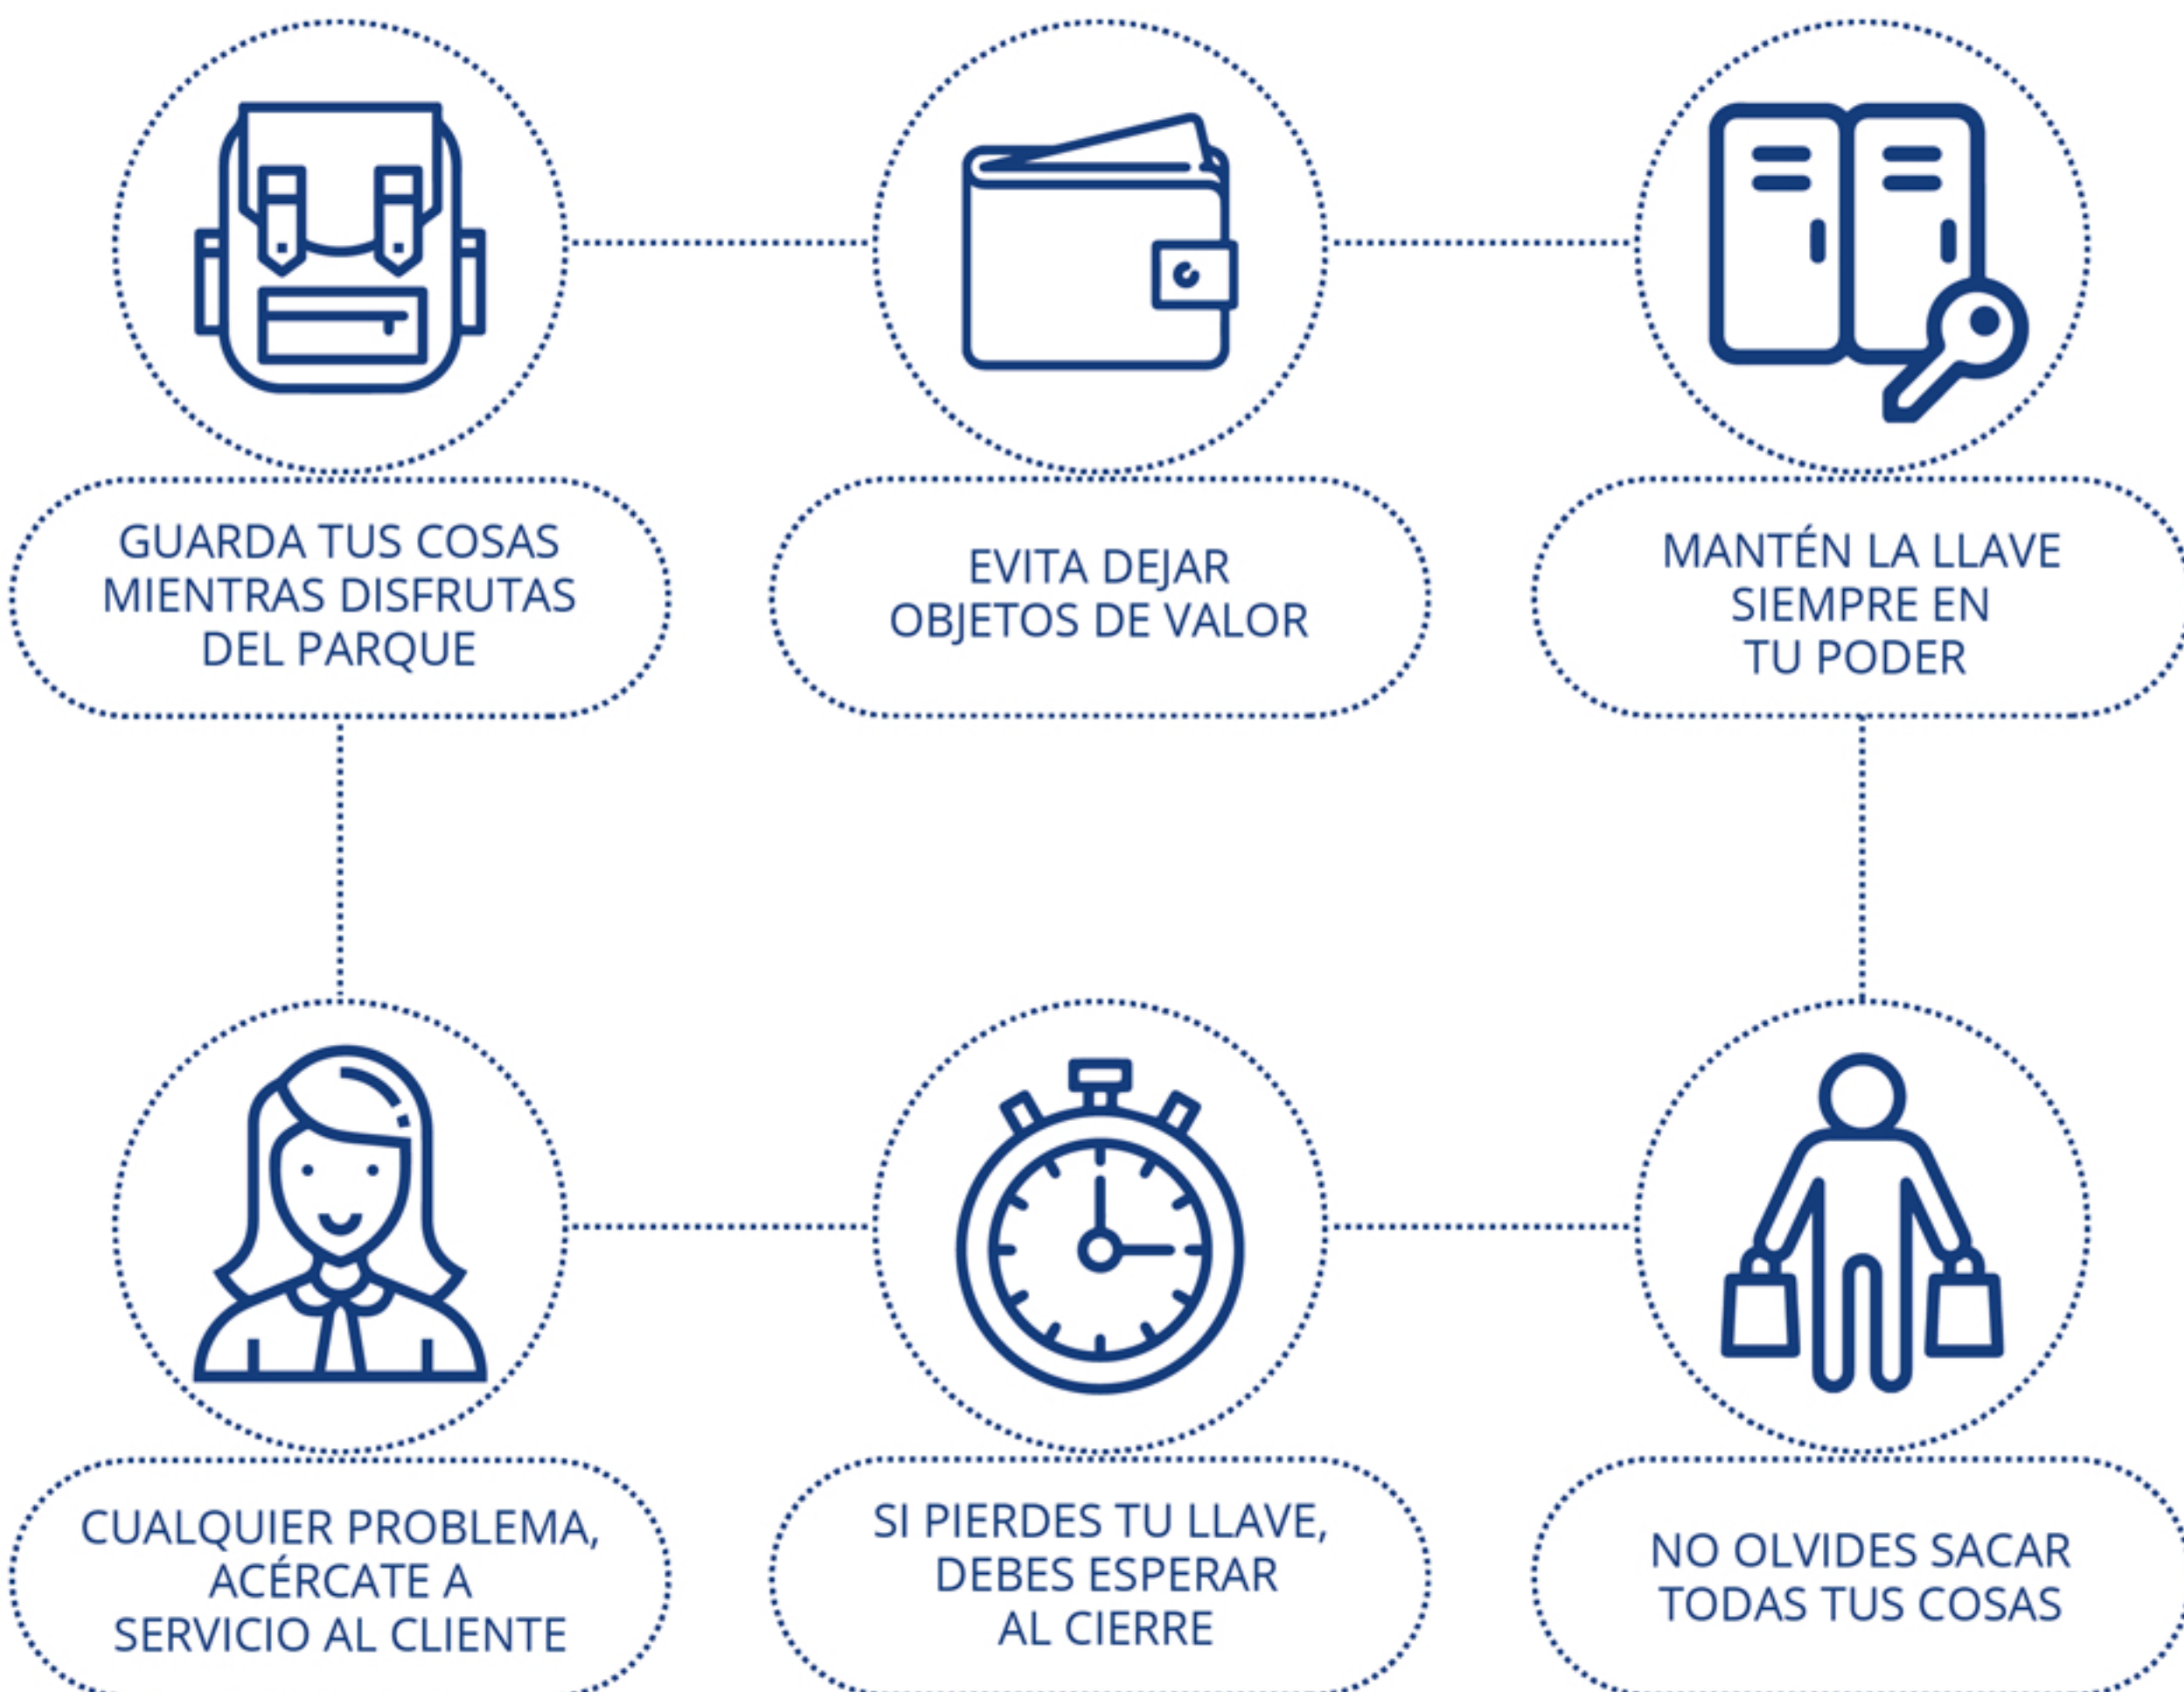 GUARDA TUS COSAS
MIENTRAS DISFRUTAS
DEL PARQUE
EVITA DEJAR
OBJETOS DE VALOR
MANTÉN LA LLAVE
SIEMPRE EN
TU PODER
CUALQUIER PROBLEMA,
ACÉRCATE A
SERVICIO AL CLIENTE
SI PIERDES TU LLAVE,
DEBES ESPERAR
AL CIERRE
NO OLVIDES SACAR
TODAS TUS COSAS